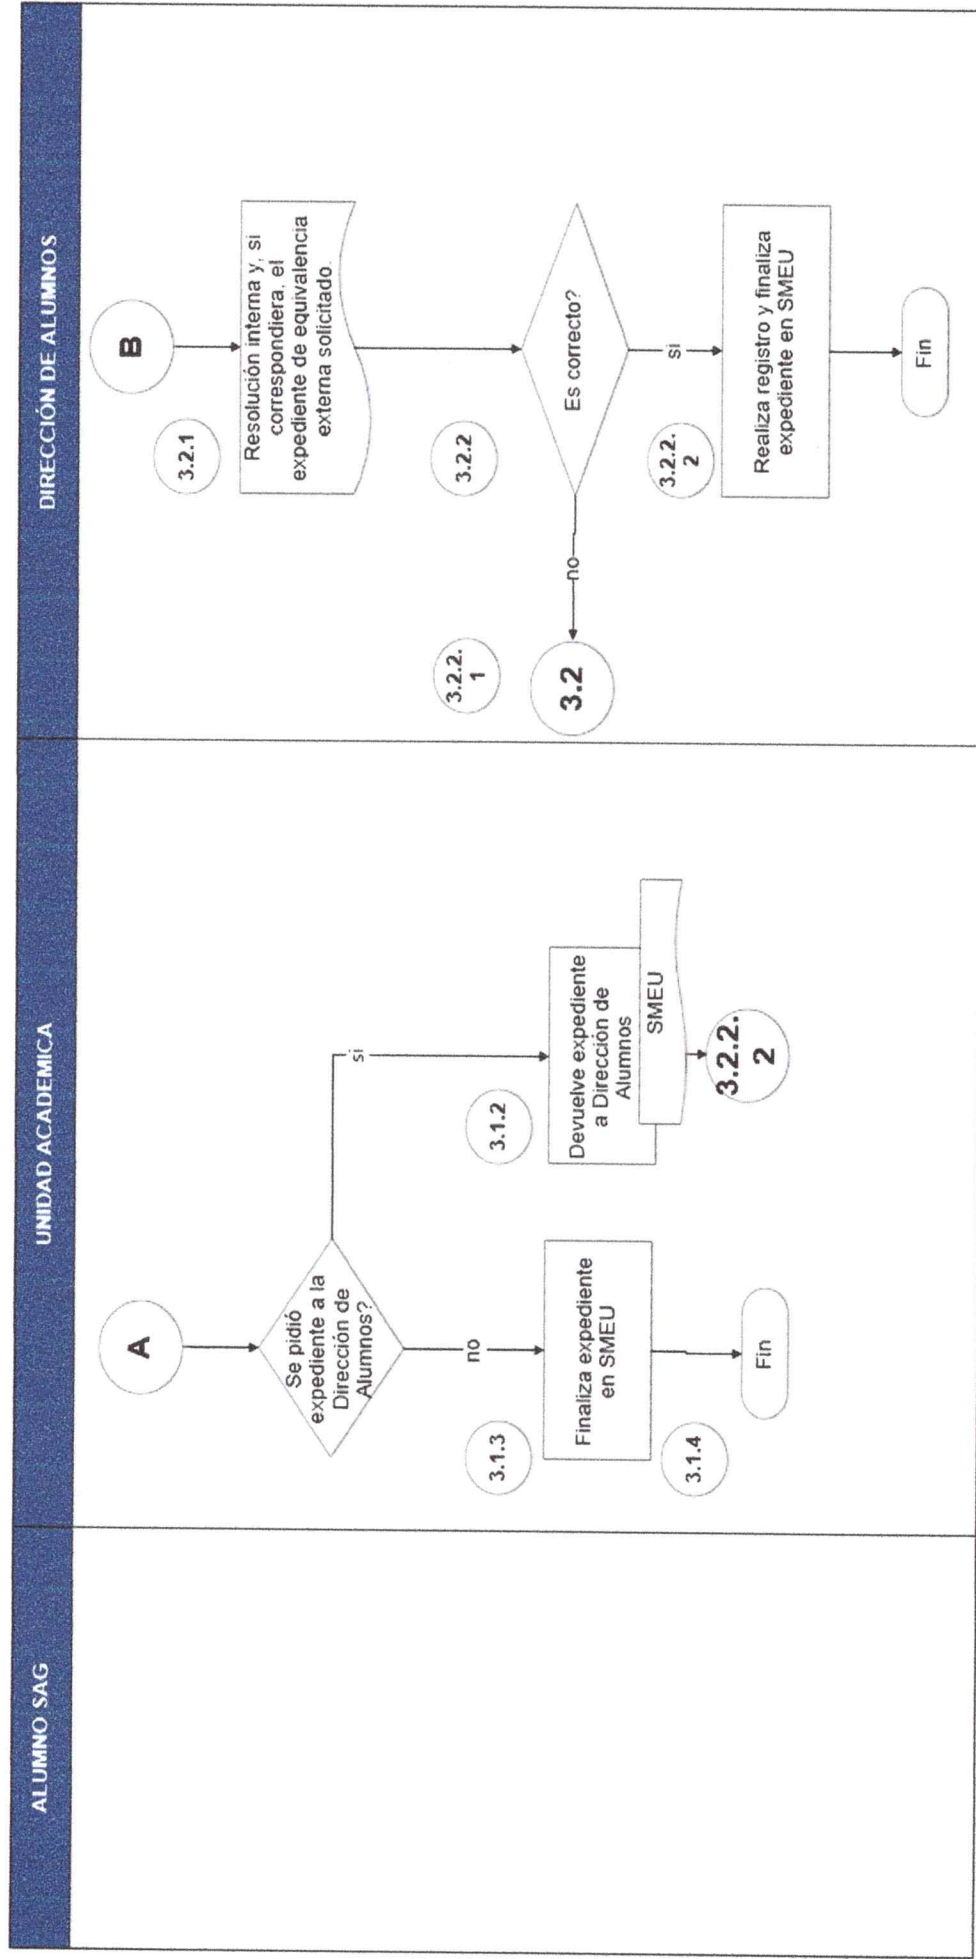 ALUMNO SAG
UNIDAD ACADEMICA
DIRECCIÓN DE ALUMNOS
A
Se pidió
expediente a la
Dirección de
Alumnos?
no
si
3.1.3
Finaliza expediente
en SMEU
3.1.4
Fin
3.1.2
Devuelve expediente
a Dirección de
Alumnos
SMEU
3.2.2.
2
B
3.2.1
Resolución interna y, si
correspondiera, el
expediente de equivalencia
externa solicitado.
3.2.2
Es correcto?
no
3.2.2.
1
3.2
si
3.2.2.
2
Realiza registro y finaliza
expediente en SMEU
Fin